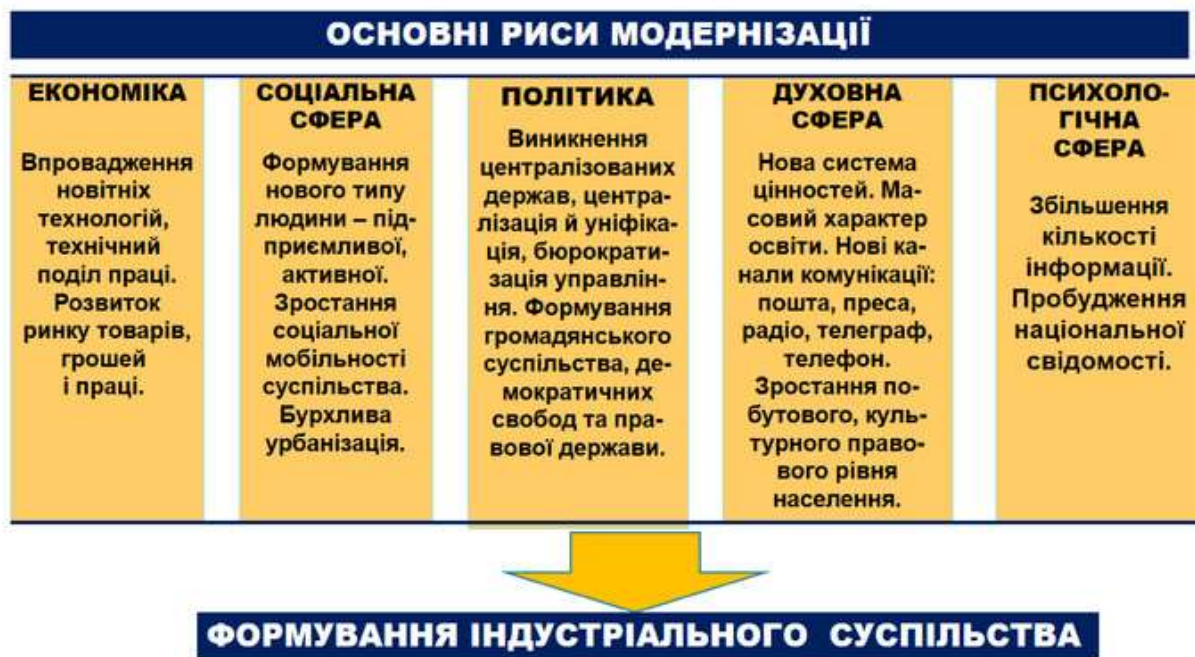 ОСНОВНІ РИСИ МОДЕРНІЗАЦІЇ
ЕКОНОМІКА
Впровадження
новітніх
технологій,
технічний
поділ праці.
Розвиток
ринку товарів,
грошей
і праці.
СОЦІАЛЬНА
СФЕРА
Формування
нового типу
людини – під-
приємливої,
активної.
Зростання
соціальної
мобільності
суспільства.
Бурхлива
урбанізація.
ПОЛІТИКА
Виникнення
централізованих
держав, центра-
лізація й уніфіка-
ція, бюрократи-
зація управлін-
ня. Формування
громадянського
суспільства, де-
мократичних
свобод та пра-
вової держави.
ДУХОВНА
СФЕРА
Нова система
цінностей. Ма-
совий характер
освіти. Нові ка-
нали комунікації:
пошта, преса,
радіо, телеграф,
телефон.
Зростання по-
бутового, куль-
турного право-
вого рівня
населення.
ПСИХОЛО-
ГІЧНА
СФЕРА
Збільшення
кількості
інформації.
Пробудження
національної
свідомості.
ФОРМУВАННЯ ІНДУСТРІАЛЬНОГО СУСПІЛЬСТВА